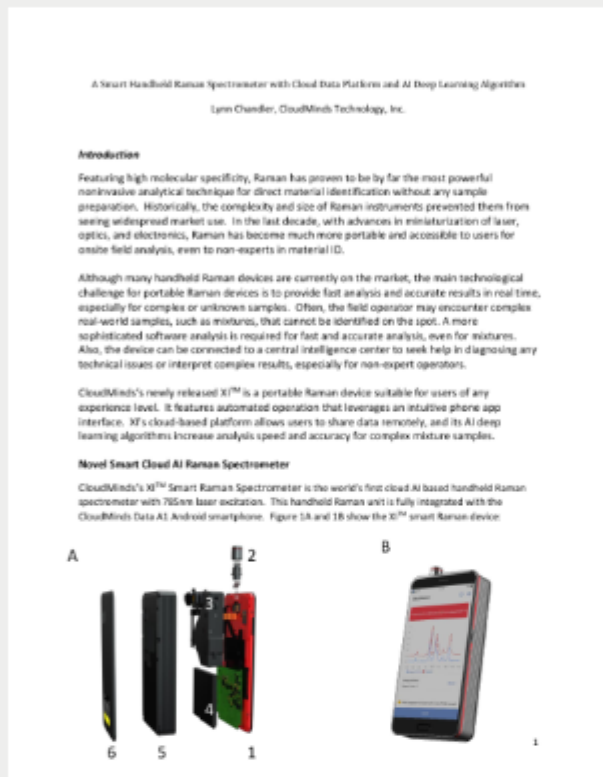 A Smart Handheld Raman Spectrometer with Cloud Data Platform and AI Deep Learning Algorithm
Lynn Chandler, CloudMinds Technology, Inc.
Introduction
Featuring high molecular specificity, Raman has proven to be by far the most powerful
noninvasive analytical technique for direct material identification without any sample
preparation. Historically, the complexity and size of Raman instruments prevented them from
seeing widespread market use. In the last decade, with advances in miniaturization of laser,
optics, and electronics, Raman has become much more portable and accessible to users for
onsite field analysis, even to non-experts in material ID.
Although many handheld Raman devices are currently on the market, the main technological
challenge for portable Raman devices is to provide fast analysis and accurate results in real time,
especially for complex or unknown samples. Often, the field operator may encounter complex
real-world samples, such as mixtures, that cannot be identified on the spot. A more
sophisticated software analysis is required for fast and accurate analysis, even for mixtures.
Also, the device can be connected to a central intelligence center to seek help in diagnosing any
technical issues or interpret complex results, especially for non-expert operators.
CloudMinds's newly released XI™ is a portable Raman device suitable for users of any
experience level. It features automated operation that leverages an intuitive phone app
interface. XI's cloud-based platform allows users to share data remotely, and its AI deep
learning algorithms increase analysis speed and accuracy for complex mixture samples.
Novel Smart Cloud AI Raman Spectrometer
CloudMinds's XI™ Smart Raman Spectrometer is the world's first cloud AI based handheld Raman
spectrometer with 785nm laser excitation. This handheld Raman unit is fully integrated with the
CloudMinds Data A1 Android smartphone. Figure 1A and 1B show the XI™ smart Raman device:
A
2
B
3
4
6
5
1
1